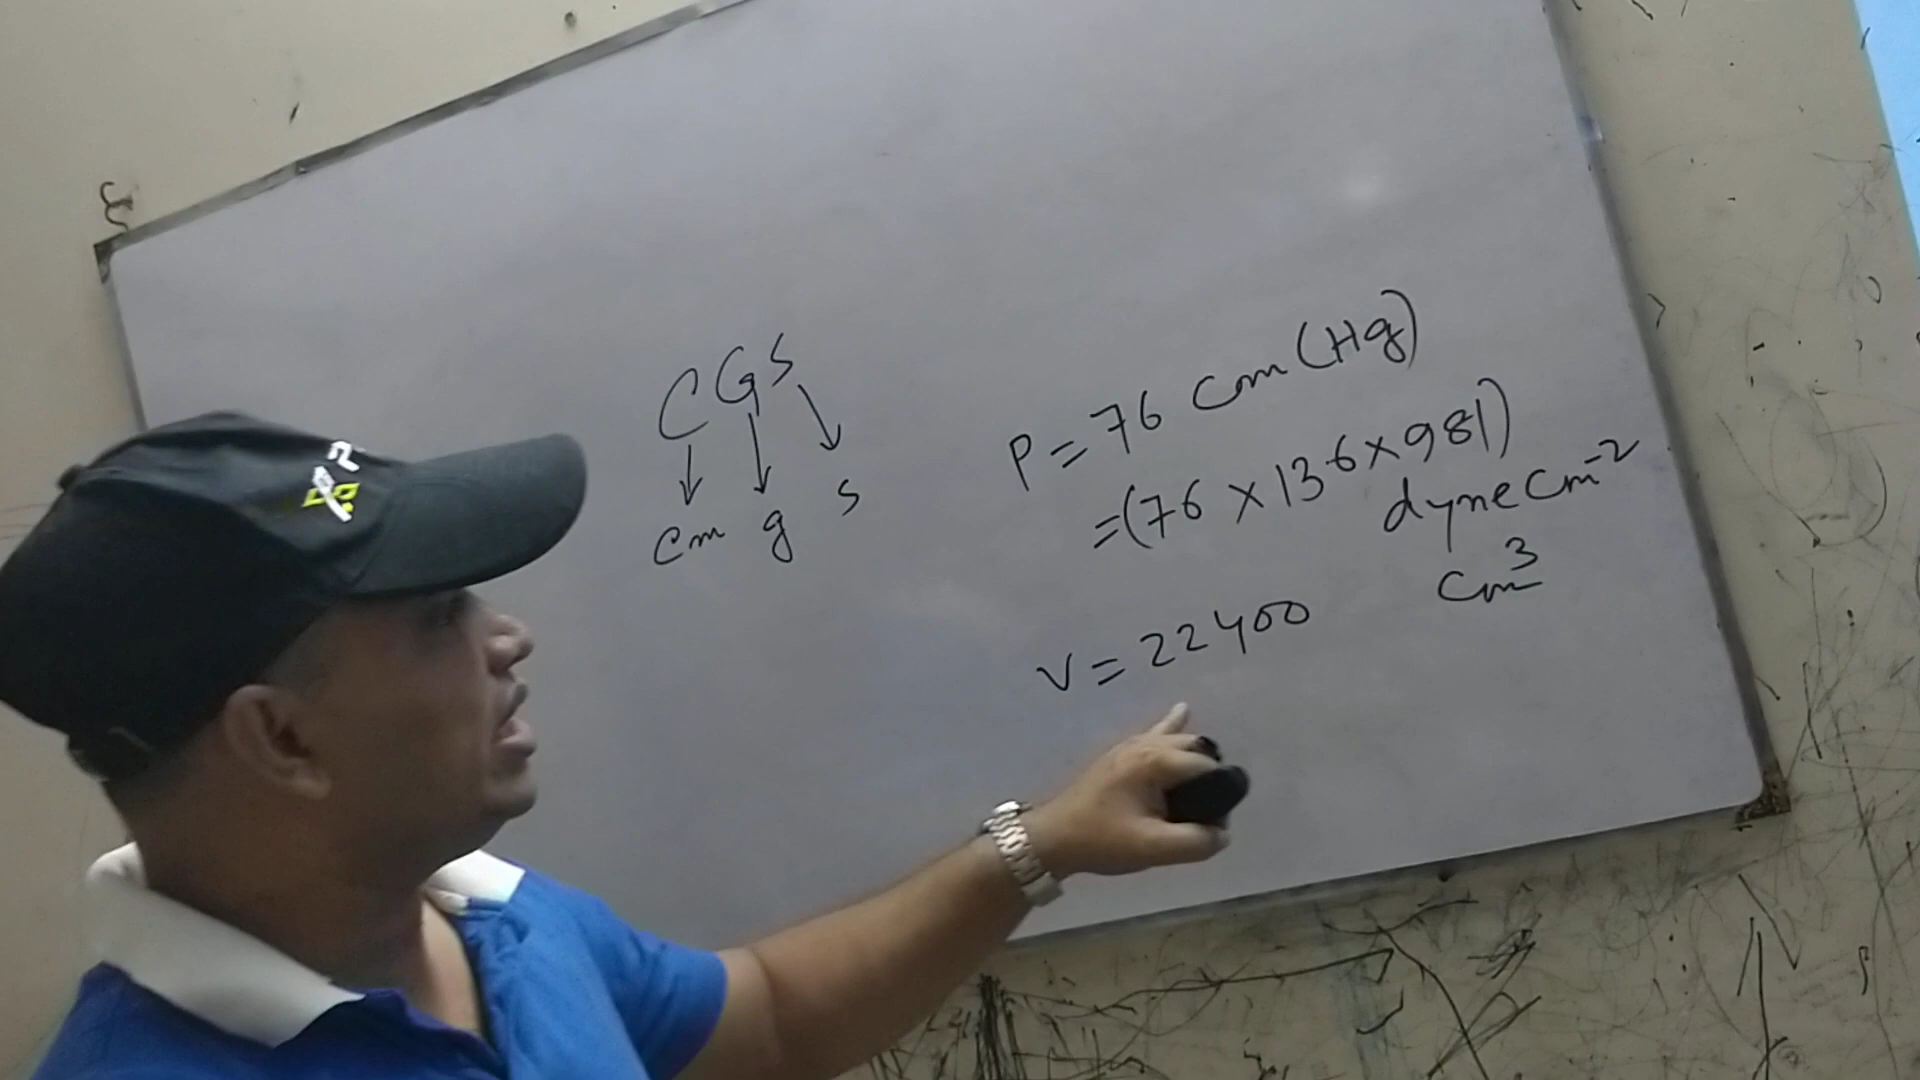 CGS
cm g s
P = 76 cm (Hg)
= (76 × 13.6 × 981)
dyne cm⁻²
V = 22400 cm³